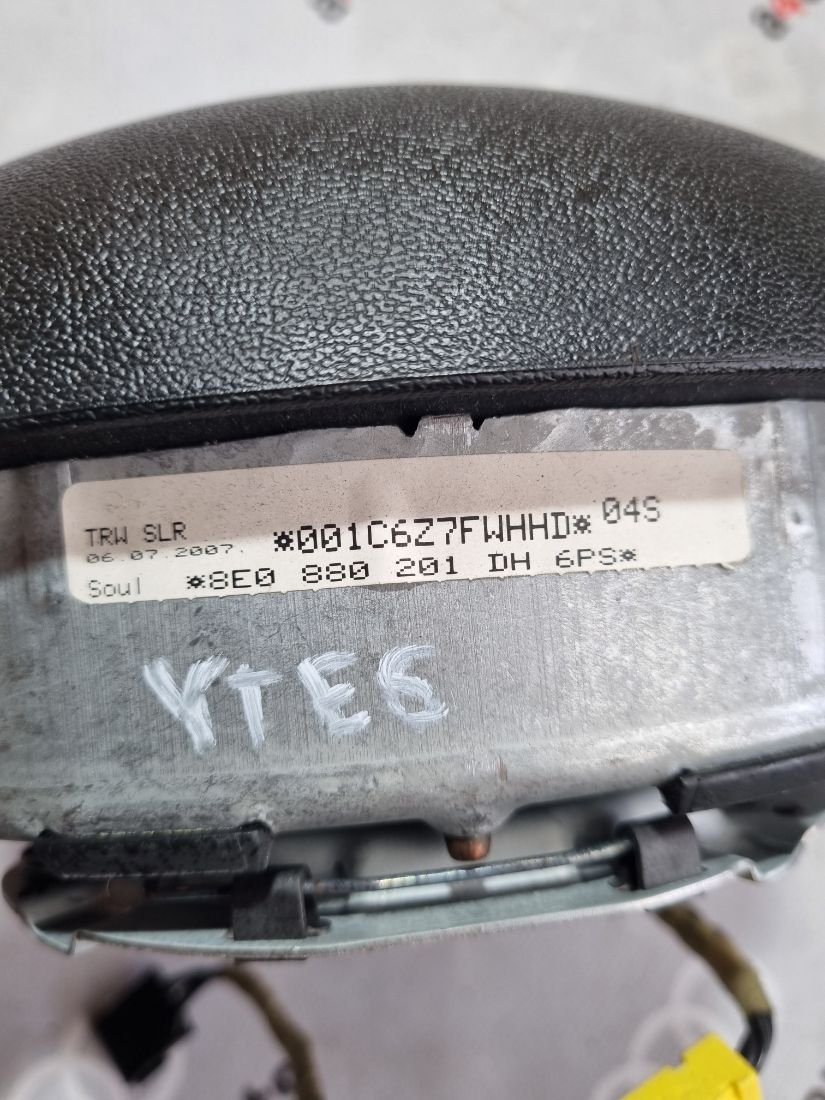 TRW SLR *001C6Z7FWHHD* 04S
06.07.2007.
Soul *8E0 880 201 DH 6PS*
YTE6